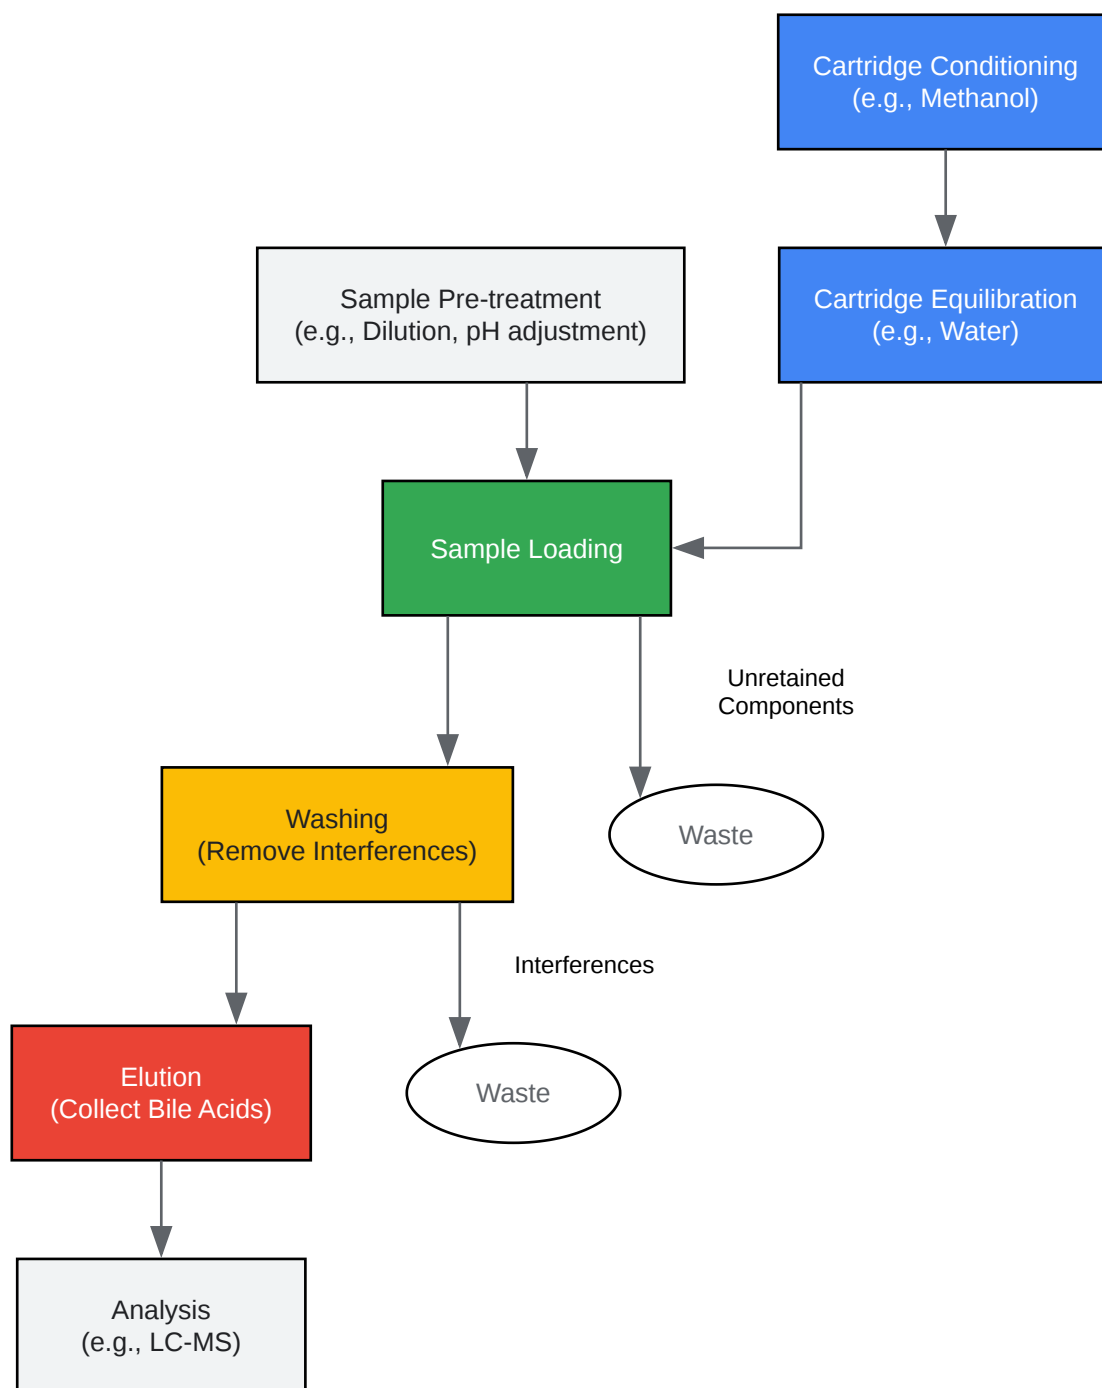 Cartridge Conditioning
(e.g., Methanol)
Sample Pre-treatment
(e.g., Dilution, pH adjustment)
Cartridge Equilibration
(e.g., Water)
Sample Loading
Unretained
Components
Washing
(Remove Interferences)
Waste
Interferences
Elution
(Collect Bile Acids)
Waste
Analysis
(e.g., LC-MS)